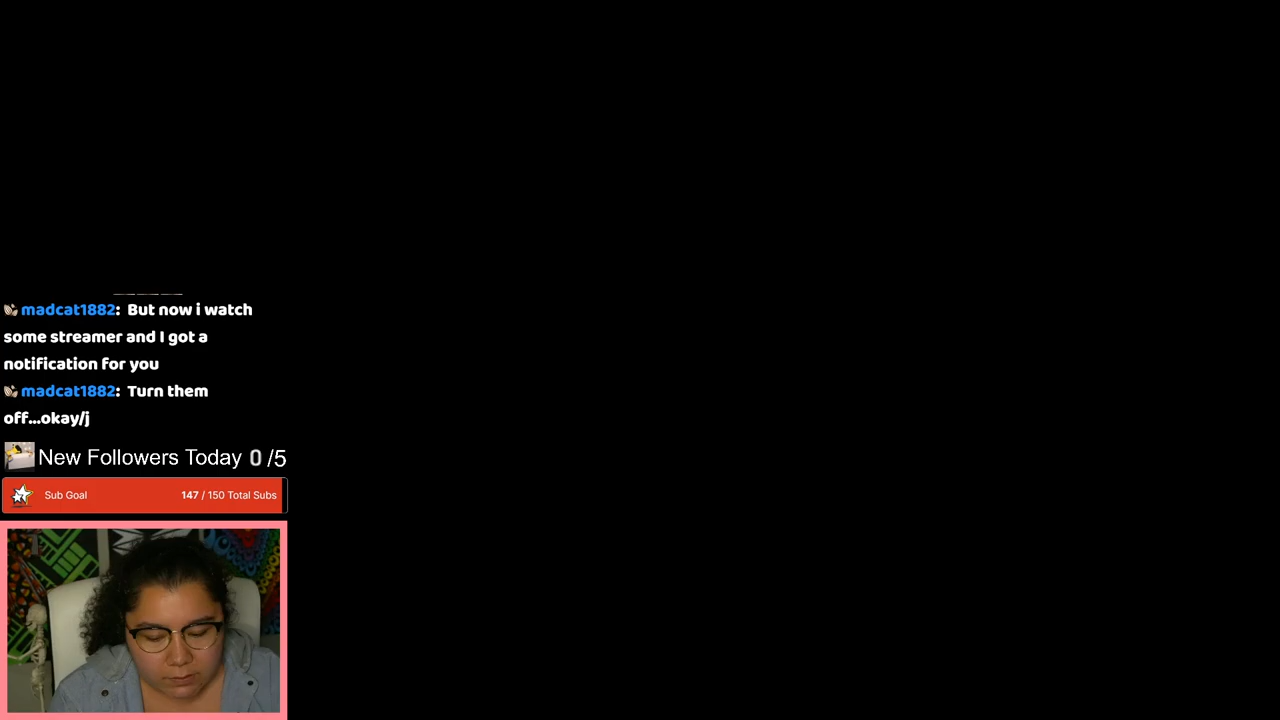 madcat1882: But now i watch
some streamer and I got a
notification for you
madcat1882: Turn them
off...okay/j
New Followers Today 0 /5
Sub Goal 147 / 150 Total Subs